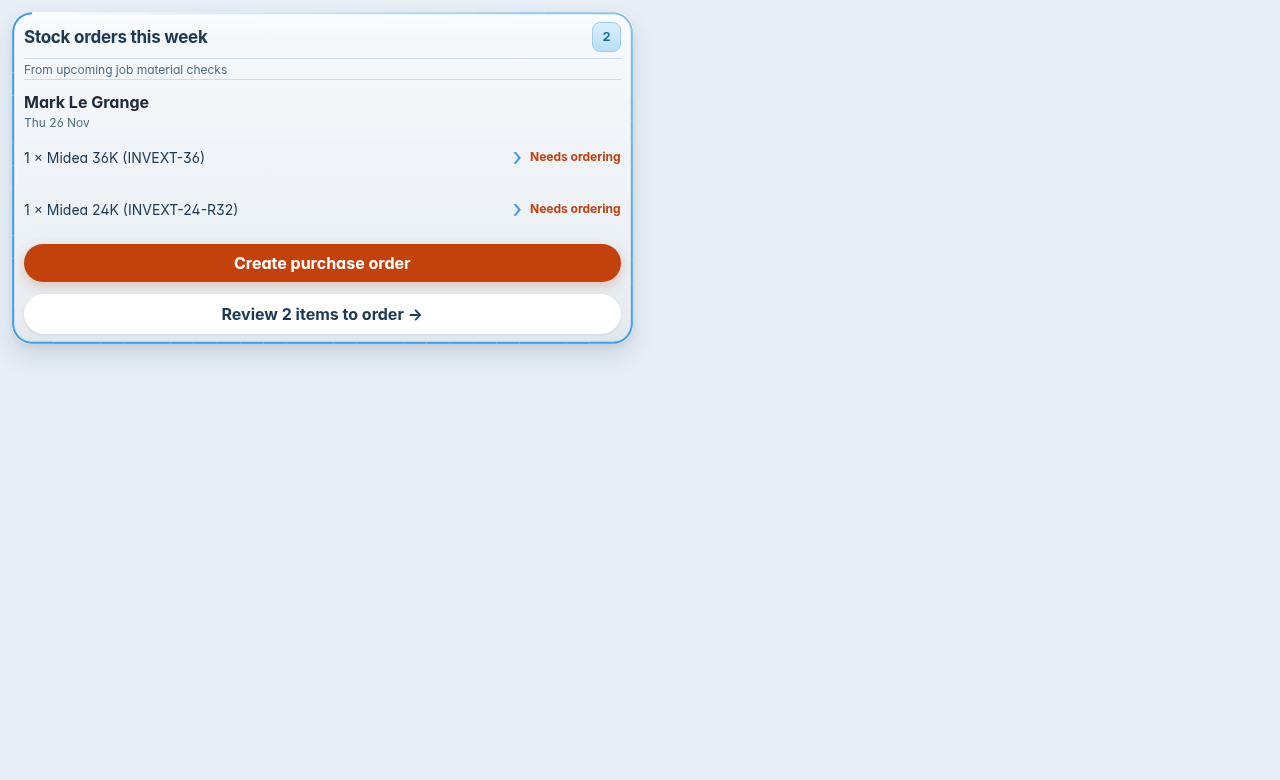 Stock orders this week
2
From upcoming job material checks
Mark Le Grange
Thu 26 Nov
1 × Midea 36K (INVEXT-36)
Needs ordering
1 × Midea 24K (INVEXT-24-R32)
Needs ordering
Create purchase order
Review 2 items to order →